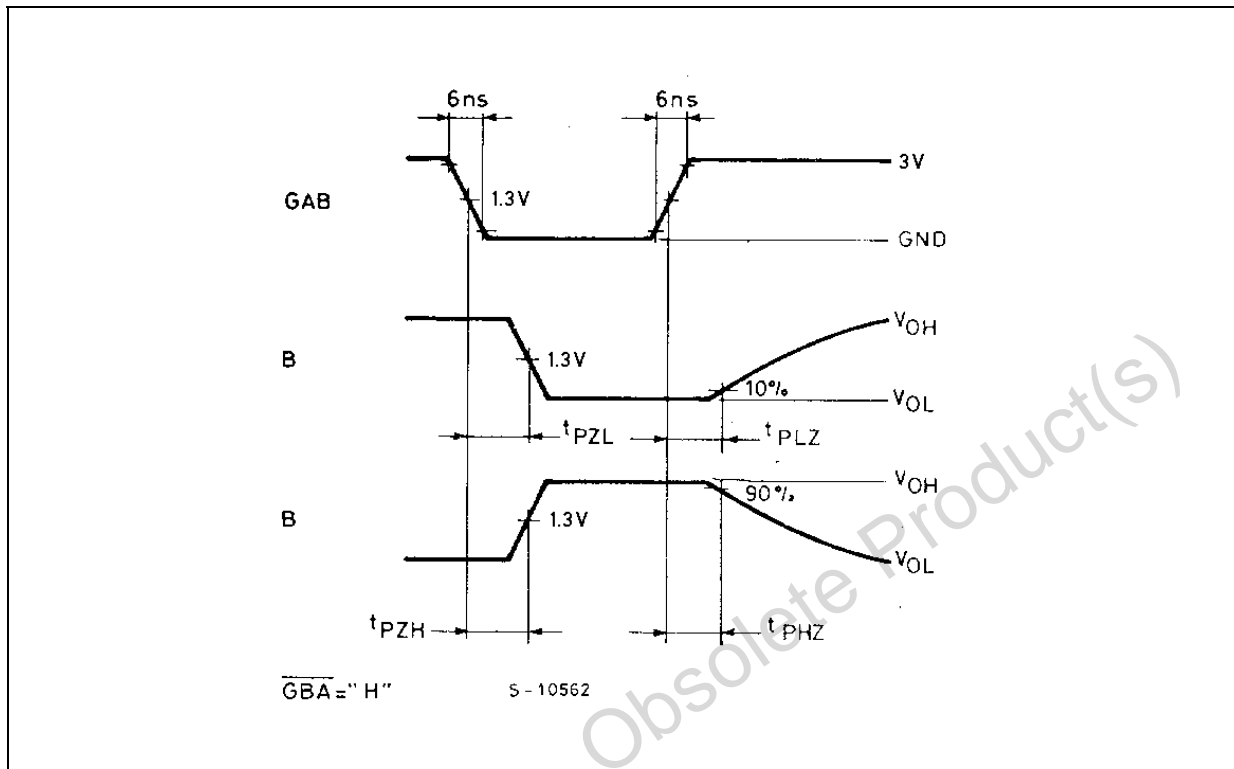 6ns 6ns
3V
GAB 1.3V
GND
VOH
B 1.3V
10%
VOL
tPZL tPLZ
VOH
90%
B 1.3V
VOL
tPZH tPHZ
GBA="H" S-10562
Obsolete Product(s)